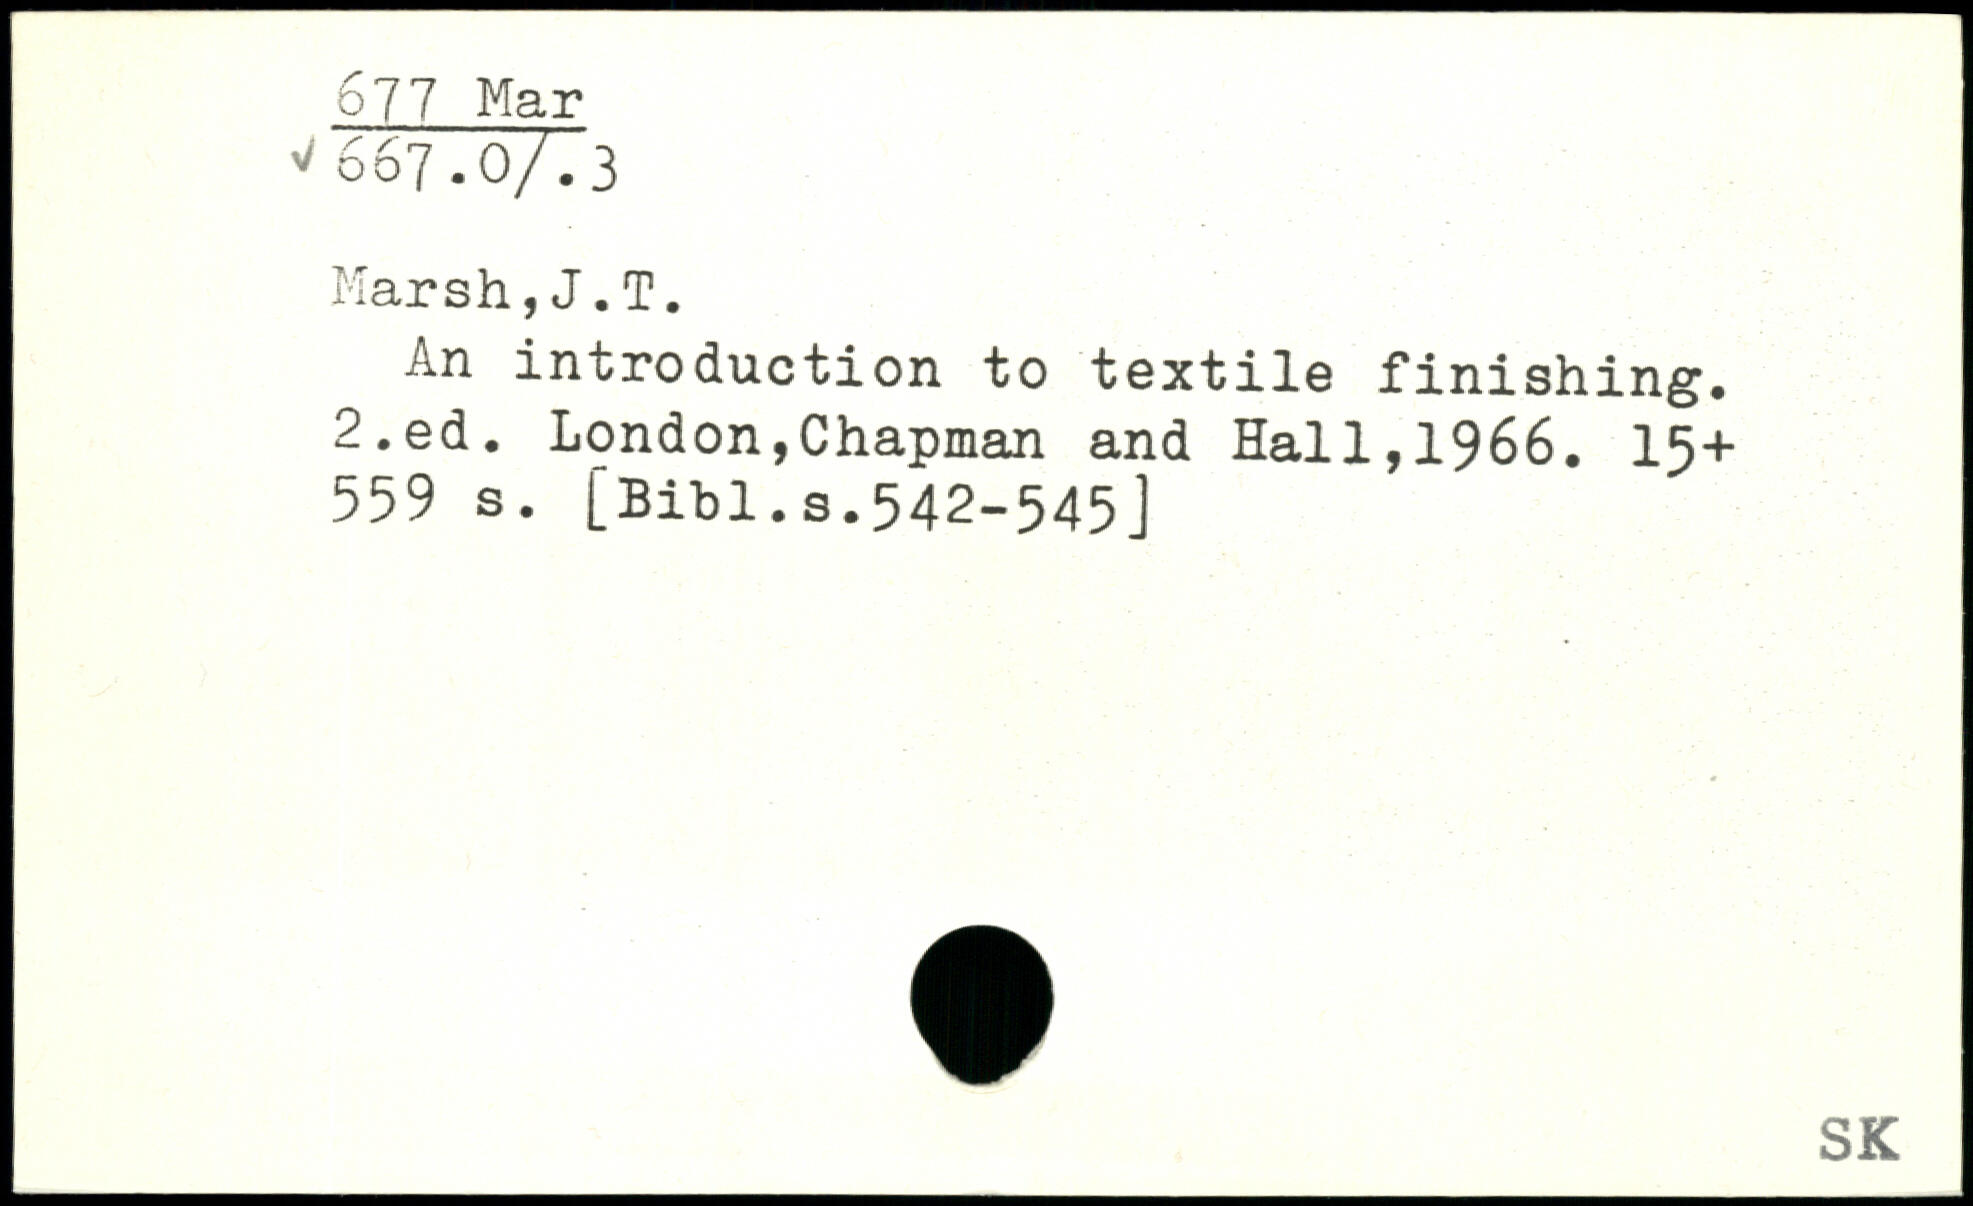 677 Mar
✓ 667.0/.3
Marsh,J.T.
An introduction to textile finishing.
2.ed. London,Chapman and Hall,1966. 15+
559 s. [Bibl.s.542-545]
SK